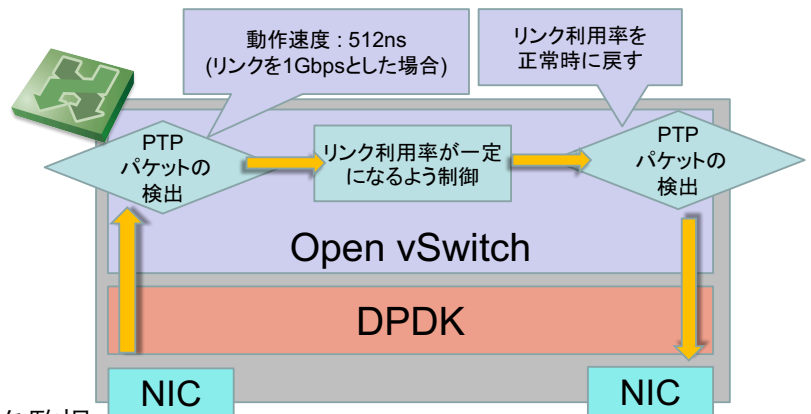 動作速度 : 512ns
(リンクを1Gbpsとした場合)
リンク利用率を
正常時に戻す
PTP
パケットの
検出
リンク利用率が一定
になるよう制御
PTP
パケットの
検出
Open vSwitch
DPDK
NIC
NIC